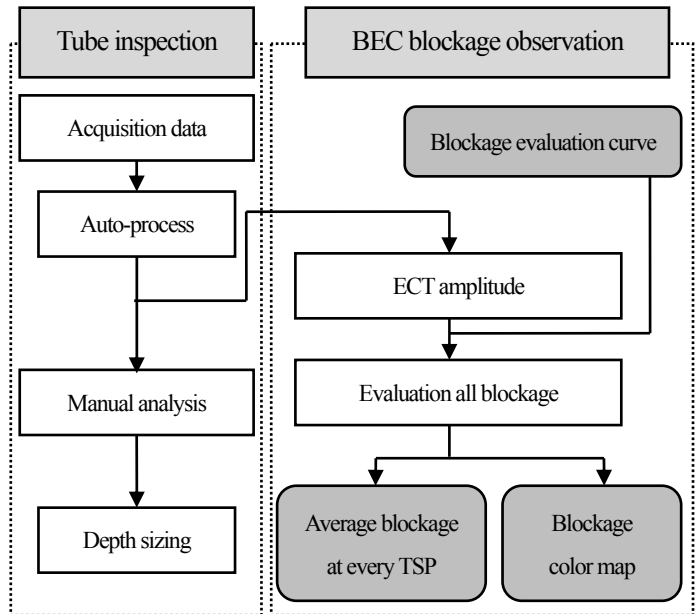 Tube inspection
BEC blockage observation
Acquisition data
Blockage evaluation curve
Auto-process
ECT amplitude
Manual analysis
Evaluation all blockage
Depth sizing
Average blockage
at every TSP
Blockage
color map